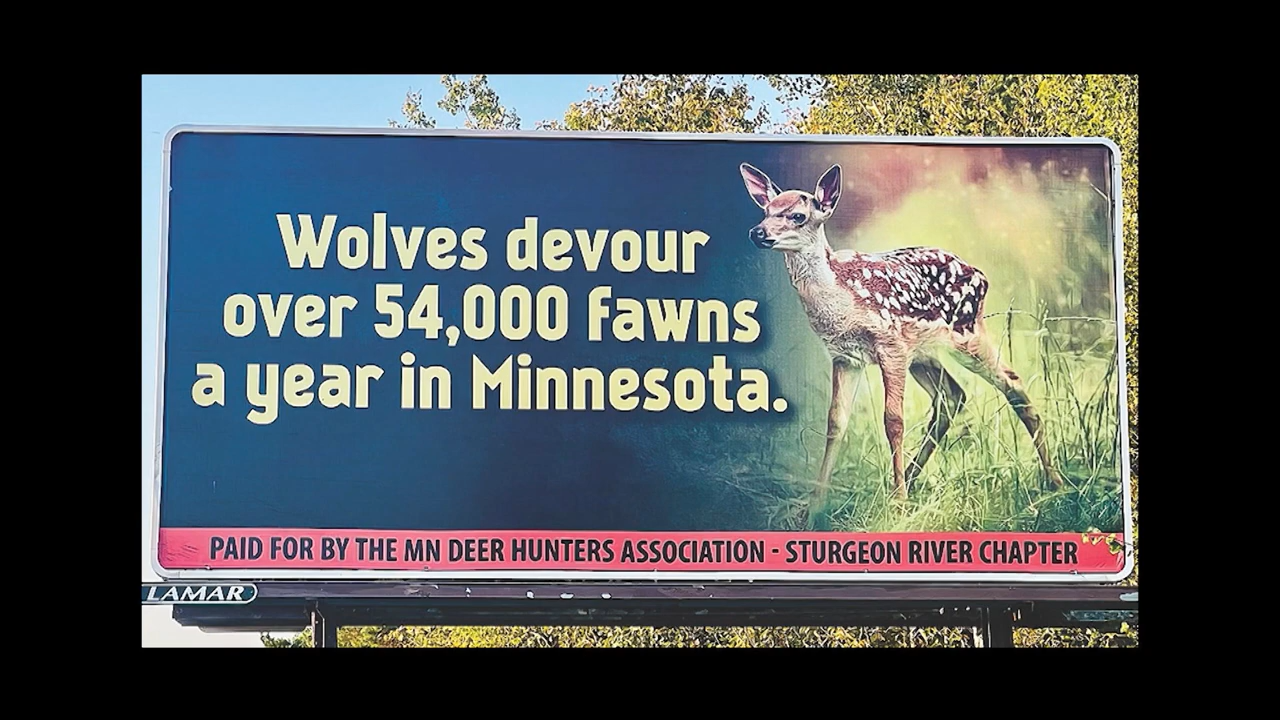 Wolves devour
over 54,000 fawns
a year in Minnesota.
PAID FOR BY THE MN DEER HUNTERS ASSOCIATION - STURGEON RIVER CHAPTER
LAMAR